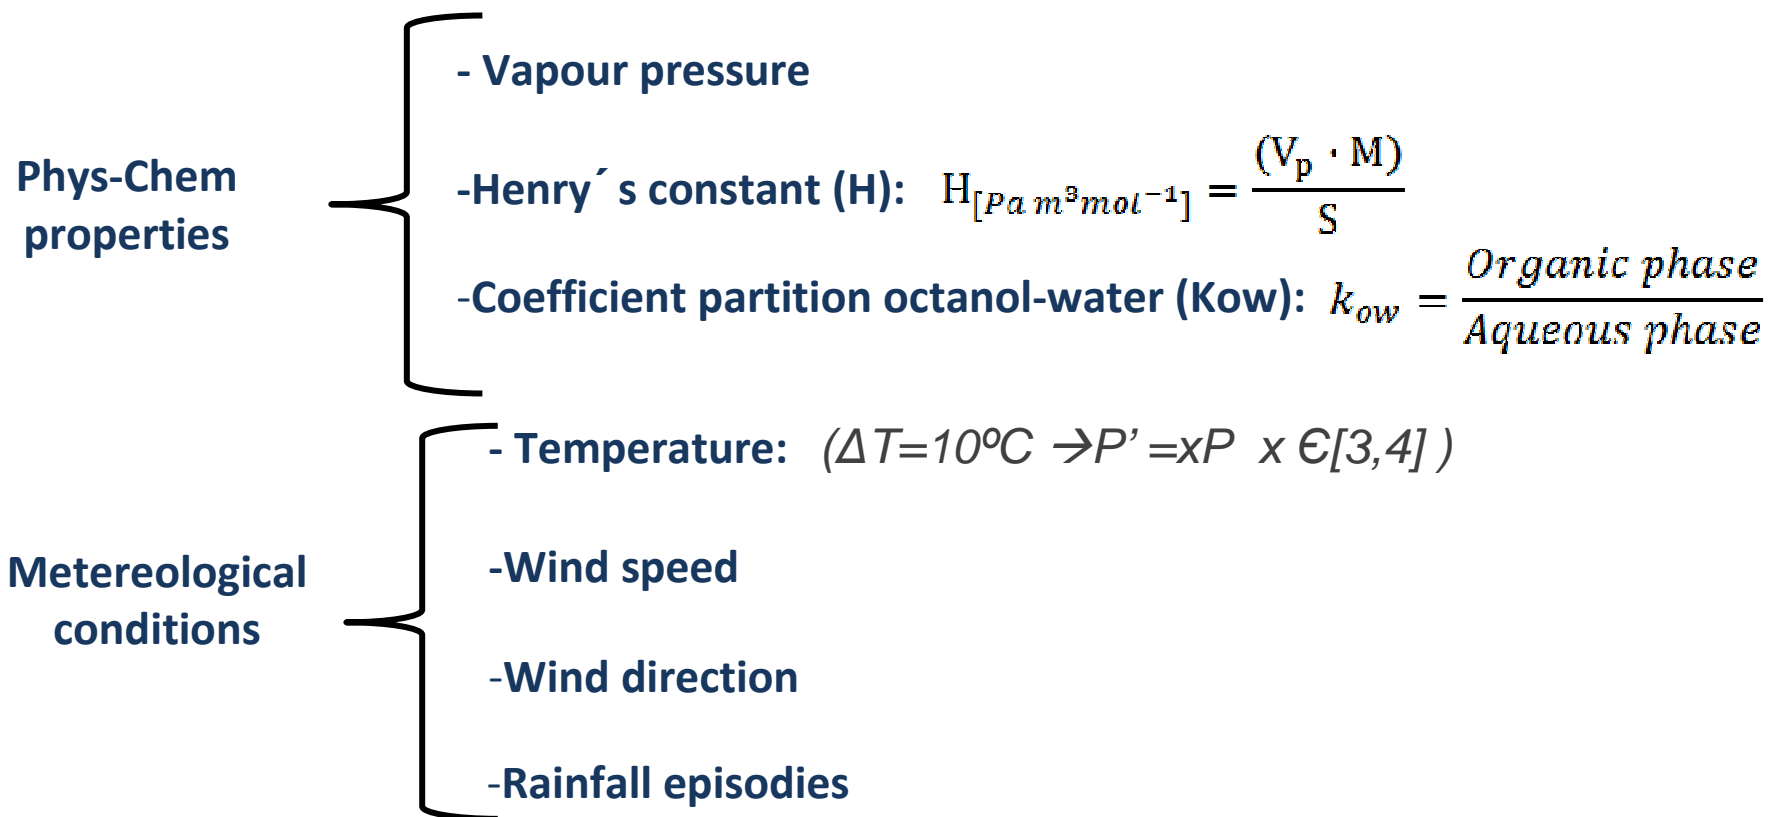 Phys-Chem
properties
- Vapour pressure
-Henry´ s constant (H): H[Pa m³mol⁻¹] = (Vp · M) / S
-Coefficient partition octanol-water (Kow): kow = Organic phase / Aqueous phase
Metereological
conditions
- Temperature: (ΔT=10ºC →P’ =xP x Є[3,4] )
-Wind speed
-Wind direction
-Rainfall episodies